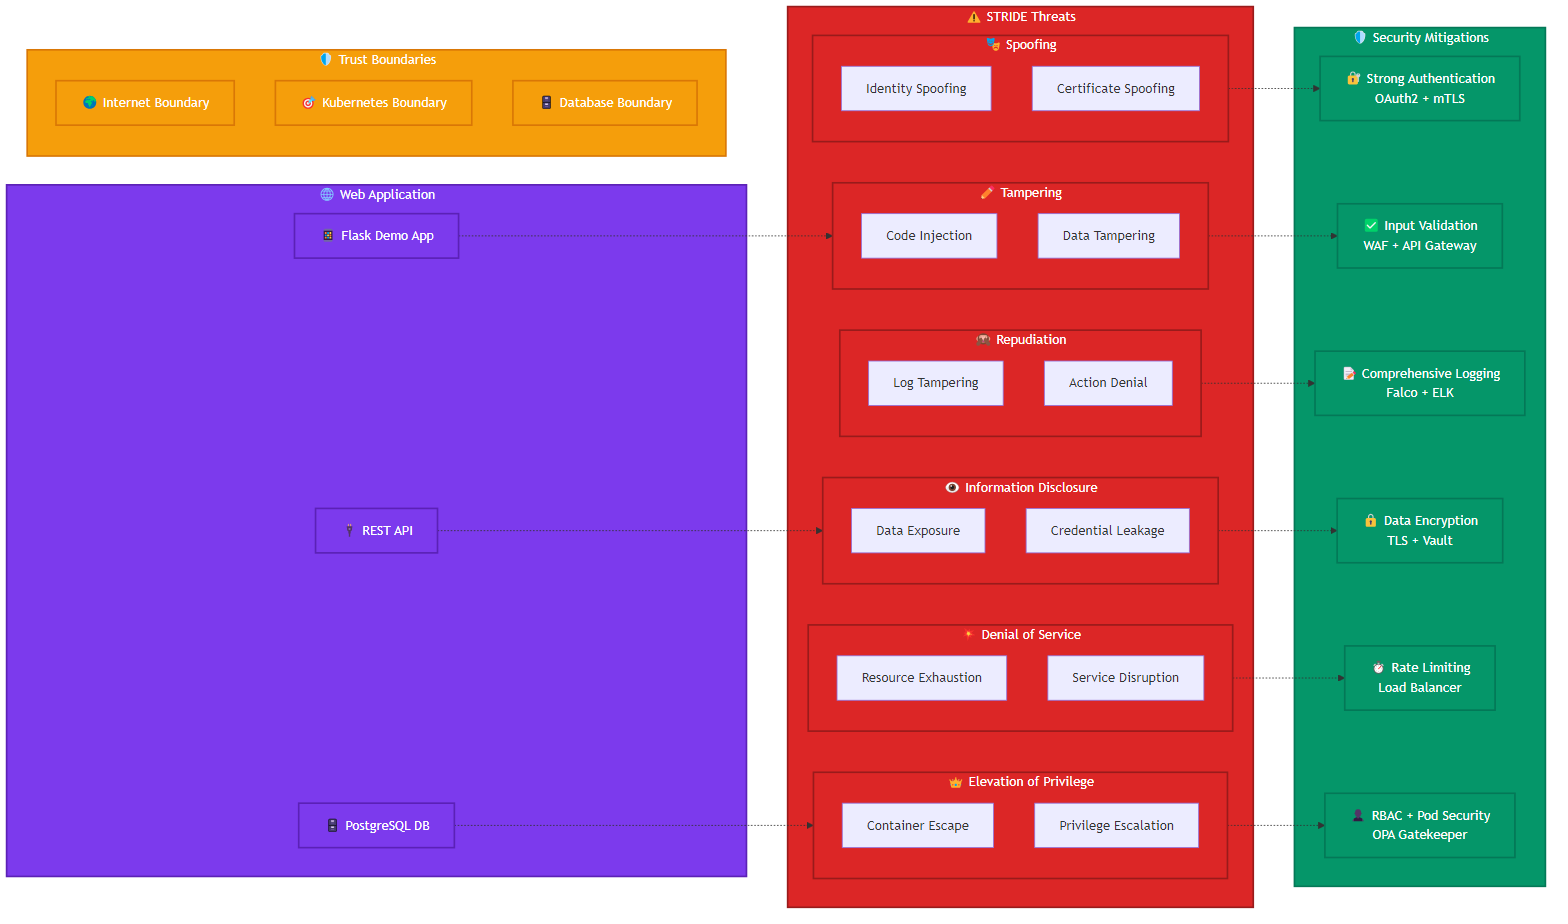 Trust Boundaries
Internet Boundary
Kubernetes Boundary
Database Boundary
Web Application
Flask Demo App
REST API
PostgreSQL DB
STRIDE Threats
Spoofing
Identity Spoofing
Certificate Spoofing
Tampering
Code Injection
Data Tampering
Repudiation
Log Tampering
Action Denial
Information Disclosure
Data Exposure
Credential Leakage
Denial of Service
Resource Exhaustion
Service Disruption
Elevation of Privilege
Container Escape
Privilege Escalation
Security Mitigations
Strong Authentication
OAuth2 + mTLS
Input Validation
WAF + API Gateway
Comprehensive Logging
Falco + ELK
Data Encryption
TLS + Vault
Rate Limiting
Load Balancer
RBAC + Pod Security
OPA Gatekeeper